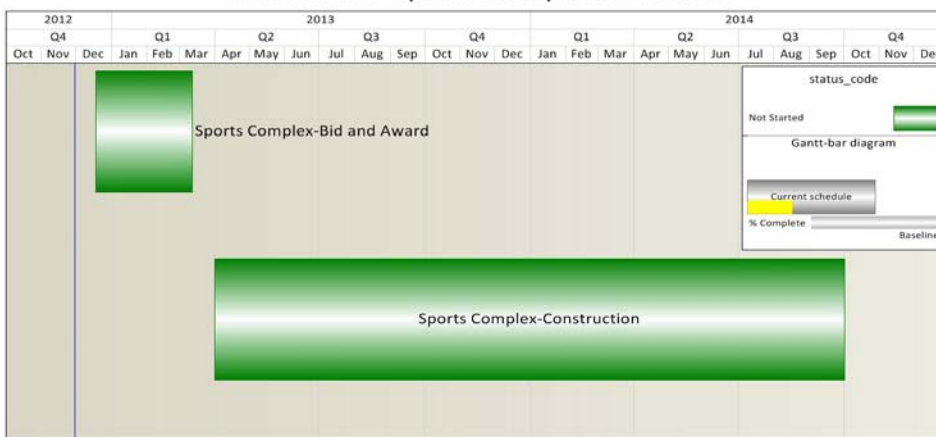 2012 2013 2014
Q4 Q1 Q2 Q3 Q4 Q1 Q2 Q3 Q4
Oct Nov Dec Jan Feb Mar Apr May Jun Jul Aug Sep Oct Nov Dec Jan Feb Mar Apr May Jun Jul Aug Sep Oct Nov De
status_code
Not Started
Sports Complex-Bid and Award
Gantt-bar diagram
Current schedule
% Complete
Baseline
Sports Complex-Construction